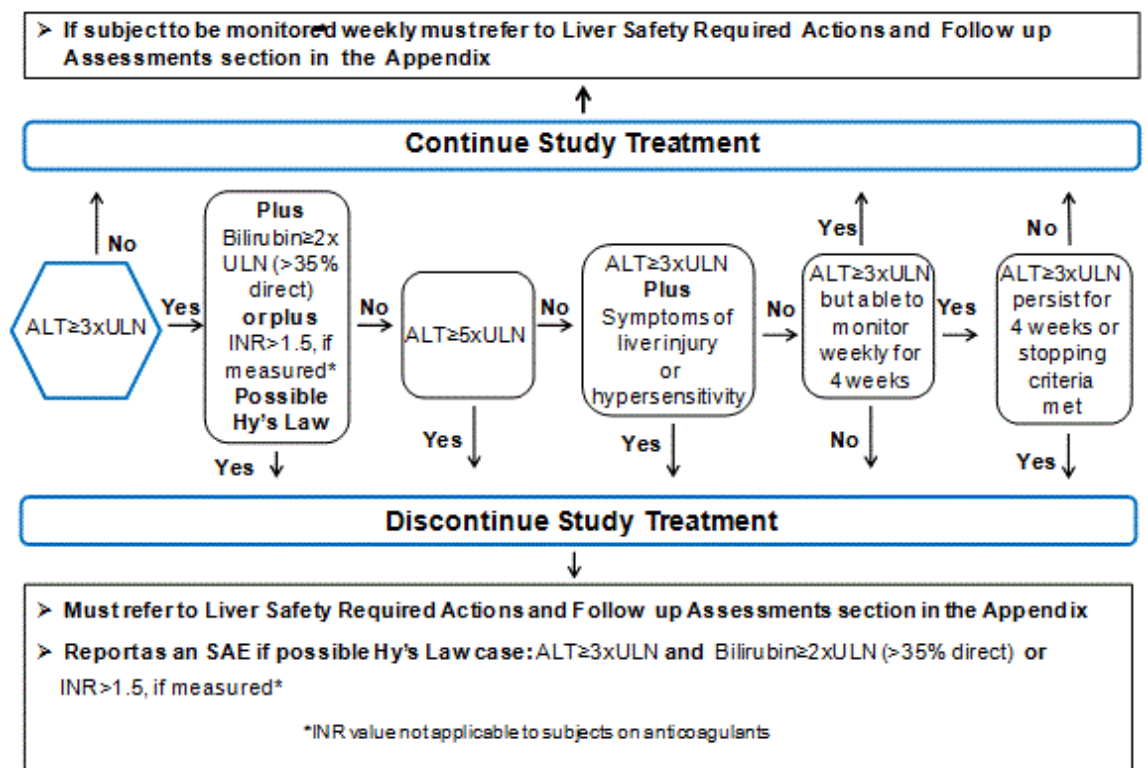 ➢ If subject to be monitored weekly must refer to Liver Safety Required Actions and Follow up
Assessments section in the Appendix
Continue Study Treatment
No
ALT≥3xULN
Yes
Plus
Bilirubin≥2x
ULN (>35%
direct)
or plus
INR>1.5, if
measured*
Possible
Hy's Law
Yes
No
ALT≥5xULN
Yes
No
ALT≥3xULN
Plus
Symptoms of
liver injury
or
hypersensitivity
Yes
No
Yes
ALT≥3xULN
but able to
monitor
weekly for
4 weeks
No
Yes
No
ALT≥3xULN
persist for
4 weeks or
stopping
criteria
met
Yes
Discontinue Study Treatment
➢ Must refer to Liver Safety Required Actions and Follow up Assessments section in the Appendix
➢ Report as an SAE if possible Hy's Law case: ALT≥3xULN and Bilirubin≥2xULN (>35% direct) or
INR>1.5, if measured*
*INR value not applicable to subjects on anticoagulants